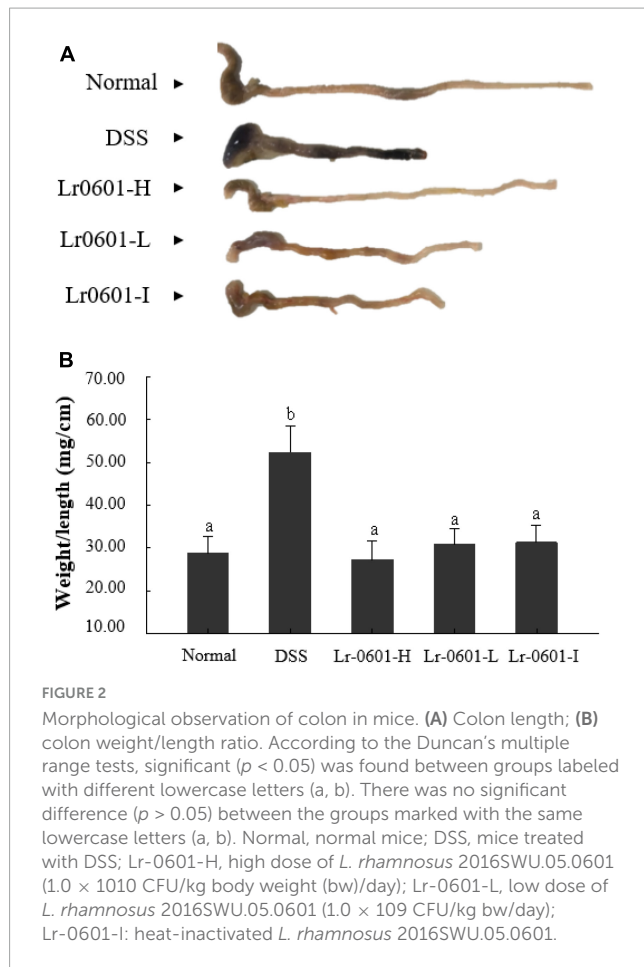 A
Normal ►
DSS ►
Lr0601-H ►
Lr0601-L ►
Lr0601-I ►
B
70.00
60.00
50.00
40.00
30.00
20.00
10.00
Weight/length (mg/cm)
a
b
a
a
a
Normal DSS Lr-0601-H Lr-0601-L Lr-0601-I
FIGURE 2
Morphological observation of colon in mice. (A) Colon length; (B)
colon weight/length ratio. According to the Duncan's multiple
range tests, significant (p < 0.05) was found between groups labeled
with different lowercase letters (a, b). There was no significant
difference (p > 0.05) between the groups marked with the same
lowercase letters (a, b). Normal, normal mice; DSS, mice treated
with DSS; Lr-0601-H, high dose of L. rhamnosus 2016SWU.05.0601
(1.0 × 1010 CFU/kg body weight (bw)/day); Lr-0601-L, low dose of
L. rhamnosus 2016SWU.05.0601 (1.0 × 109 CFU/kg bw/day);
Lr-0601-I: heat-inactivated L. rhamnosus 2016SWU.05.0601.